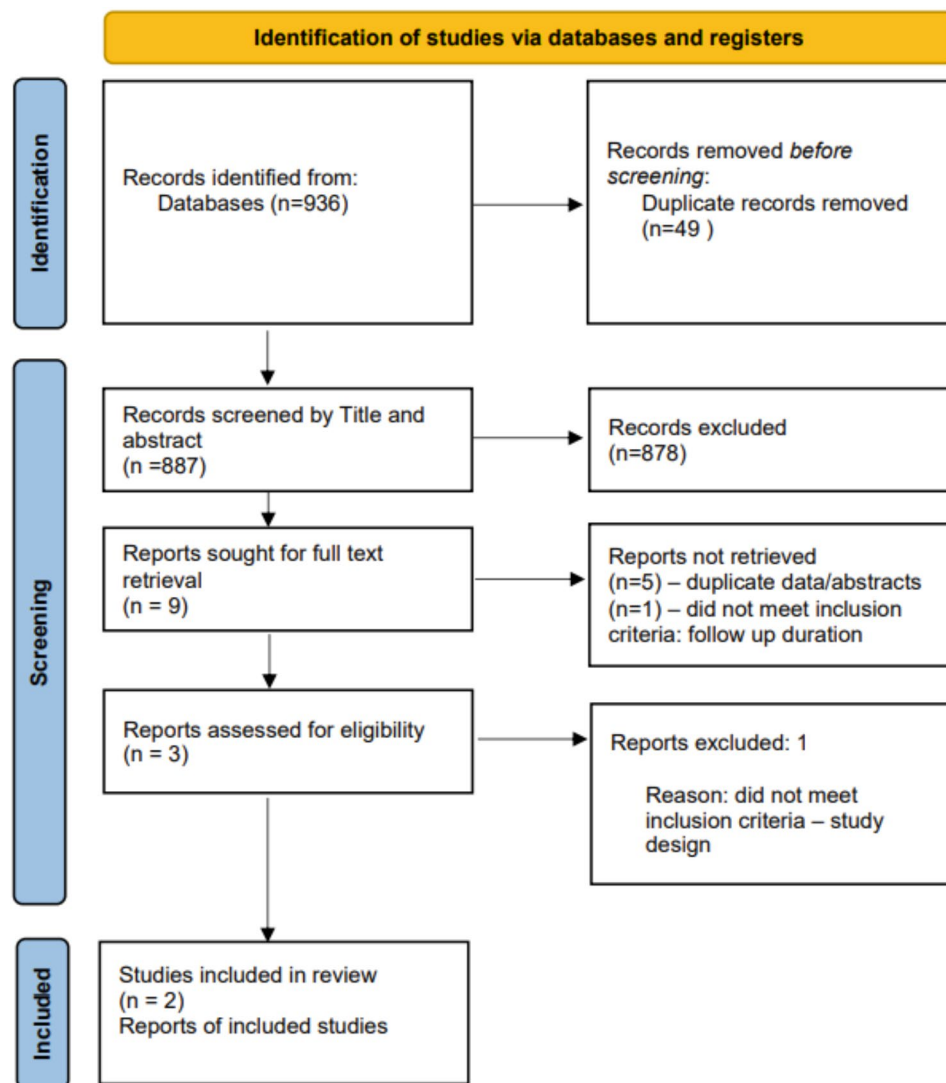 Identification of studies via databases and registers
Identification
Records identified from:
Databases (n=936)
Records removed before
screening:
Duplicate records removed
(n=49 )
Screening
Records screened by Title and
abstract
(n =887)
Records excluded
(n=878)
Reports sought for full text
retrieval
(n = 9)
Reports not retrieved
(n=5) – duplicate data/abstracts
(n=1) – did not meet inclusion
criteria: follow up duration
Reports assessed for eligibility
(n = 3)
Reports excluded: 1
Reason: did not meet
inclusion criteria – study
design
Included
Studies included in review
(n = 2)
Reports of included studies